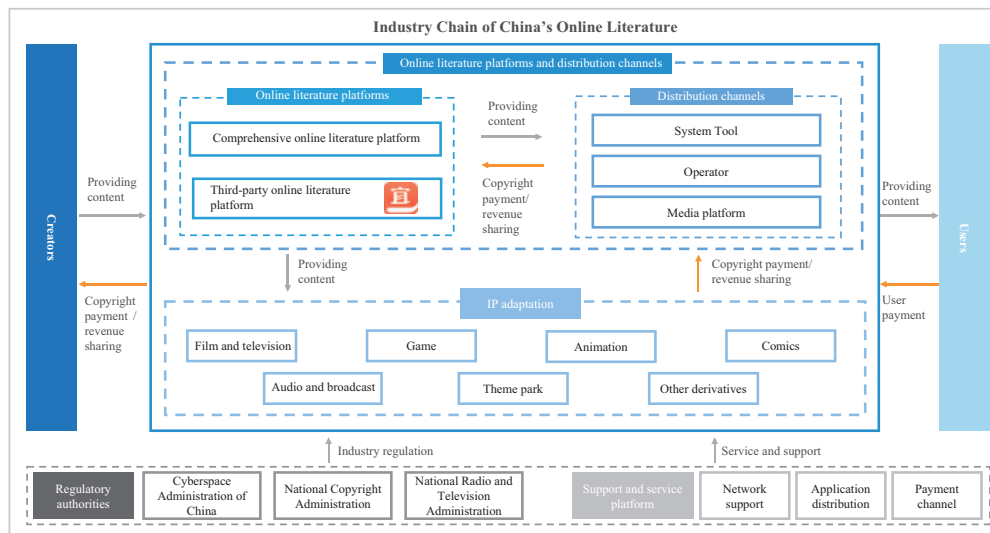 Industry Chain of China's Online Literature
Online literature platforms and distribution channels
Online literature platforms
Distribution channels
Comprehensive online literature platform
Third-party online literature
platform
宜
Providing
content
Copyright
payment/
revenue
sharing
System Tool
Operator
Media platform
Creators
Providing
content
Copyright
payment /
revenue
sharing
Users
Providing
content
User
payment
Providing
content
Copyright payment/
revenue sharing
IP adaptation
Film and television
Game
Animation
Comics
Audio and broadcast
Theme park
Other derivatives
Industry regulation
Service and support
Regulatory
authorities
Cyberspace
Administration of
China
National Copyright
Administration
National Radio and
Television
Administration
Support and service
platform
Network
support
Application
distribution
Payment
channel